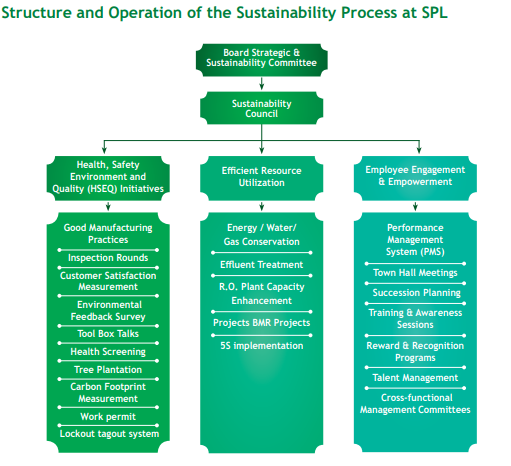 Structure and Operation of the Sustainability Process at SPL
Board Strategic &
Sustainability Committee
Sustainability
Council
Health, Safety
Environment and
Quality (HSEQ) Initiatives
Good Manufacturing
Practices
Inspection Rounds
Customer Satisfaction
Measurement
Environmental
Feedback Survey
Tool Box Talks
Health Screening
Tree Plantation
Carbon Footprint
Measurement
Work permit
Lockout tagout system
Efficient Resource
Utilization
Energy / Water/
Gas Conservation
Effluent Treatment
R.O. Plant Capacity
Enhancement
Projects BMR Projects
5S implementation
Employee Engagement
& Empowerment
Performance
Management
System (PMS)
Town Hall Meetings
Succession Planning
Training & Awareness
Sessions
Reward & Recognition
Programs
Talent Management
Cross-functional
Management Committees